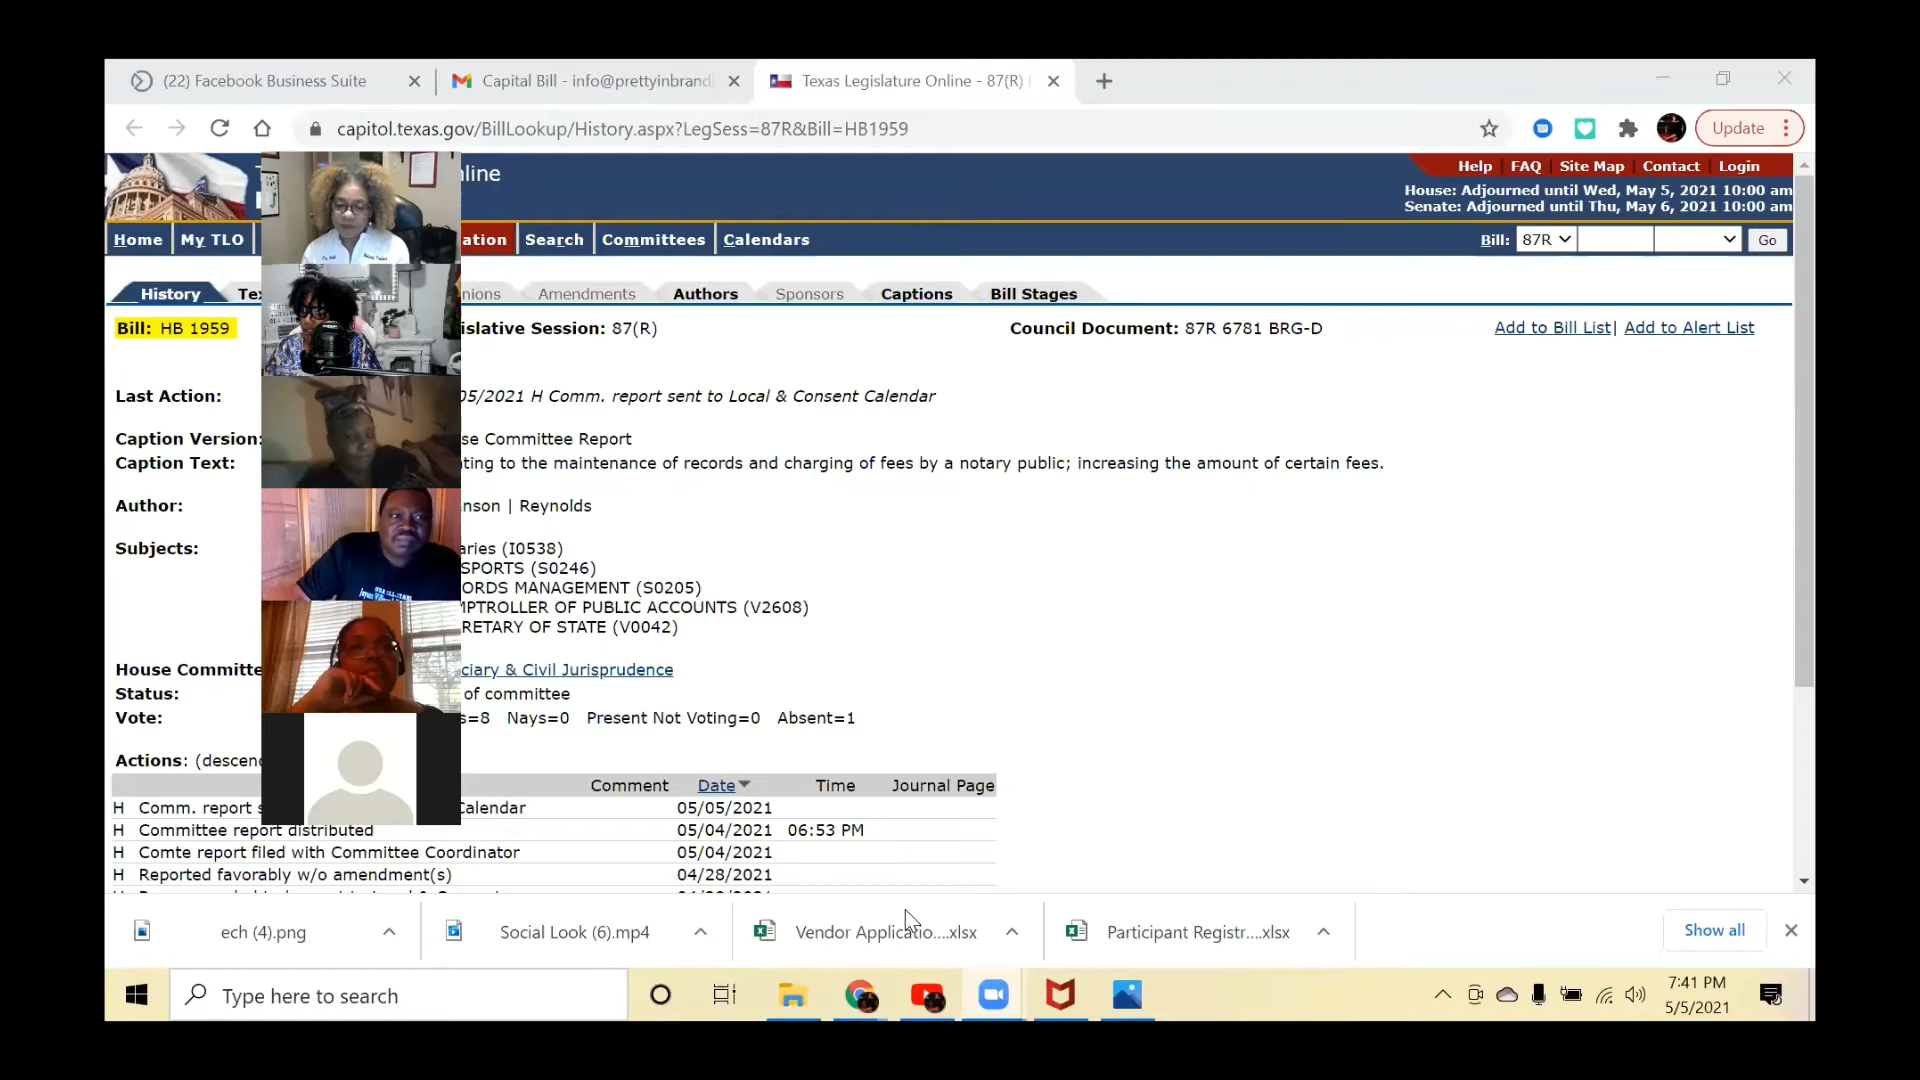 (22) Facebook Business Suite
Capital Bill - info@prettyinbrand
Texas Legislature Online - 87(R)
capitol.texas.gov/BillLookup/History.aspx?LegSess=87R&Bill=HB1959
Update
nline
Help FAQ Site Map Contact Login
House: Adjourned until Wed, May 5, 2021 10:00 am
Senate: Adjourned until Thu, May 6, 2021 10:00 am
Home My TLO ation Search Committees Calendars Bill: 87R Go
History Te nions Amendments Authors Sponsors Captions Bill Stages
Bill: HB 1959 islative Session: 87(R) Council Document: 87R 6781 BRG-D Add to Bill List| Add to Alert List
Last Action: 05/2021 H Comm. report sent to Local & Consent Calendar
Caption Version: se Committee Report
Caption Text: ting to the maintenance of records and charging of fees by a notary public; increasing the amount of certain fees.
Author: nson | Reynolds
Subjects: aries (I0538)
SPORTS (S0246)
ORDS MANAGEMENT (S0205)
MPTROLLER OF PUBLIC ACCOUNTS (V2608)
RETARY OF STATE (V0042)
House Committe ciary & Civil Jurisprudence
Status: of committee
Vote: s=8 Nays=0 Present Not Voting=0 Absent=1
Actions: (descen
Comment Date Time Journal Page
H Comm. report s Calendar 05/05/2021
H Committee report distributed 05/04/2021 06:53 PM
H Comte report filed with Committee Coordinator 05/04/2021
H Reported favorably w/o amendment(s) 04/28/2021
ech (4).png
Social Look (6).mp4
Vendor Applicatio....xlsx
Participant Registr....xlsx
Show all
Type here to search
7:41 PM
5/5/2021